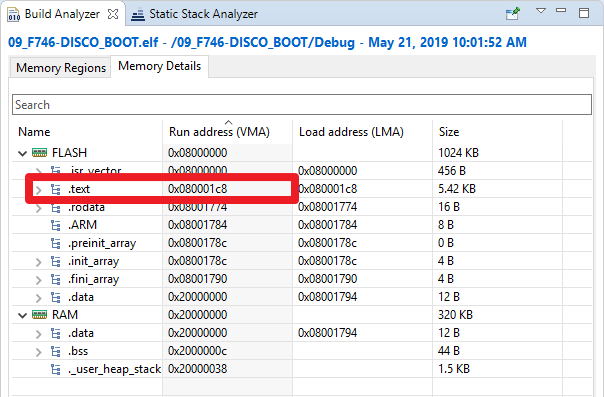 Build Analyzer Static Stack Analyzer
09_F746-DISCO_BOOT.elf - /09_F746-DISCO_BOOT/Debug - May 21, 2019 10:01:52 AM
Memory Regions Memory Details
Search
Name Run address (VMA) Load address (LMA) Size
FLASH 0x08000000 1024 KB
.isr_vector 0x08000000 0x08000000 456 B
.text 0x080001c8 0x080001c8 5.42 KB
.rodata 0x08001774 0x08001774 16 B
.ARM 0x08001784 0x08001784 8 B
.preinit_array 0x0800178c 0x0800178c 0 B
.init_array 0x0800178c 0x0800178c 4 B
.fini_array 0x08001790 0x08001790 4 B
.data 0x20000000 0x08001794 12 B
RAM 0x20000000 320 KB
.data 0x20000000 0x08001794 12 B
.bss 0x2000000c 44 B
._user_heap_stack 0x20000038 1.5 KB